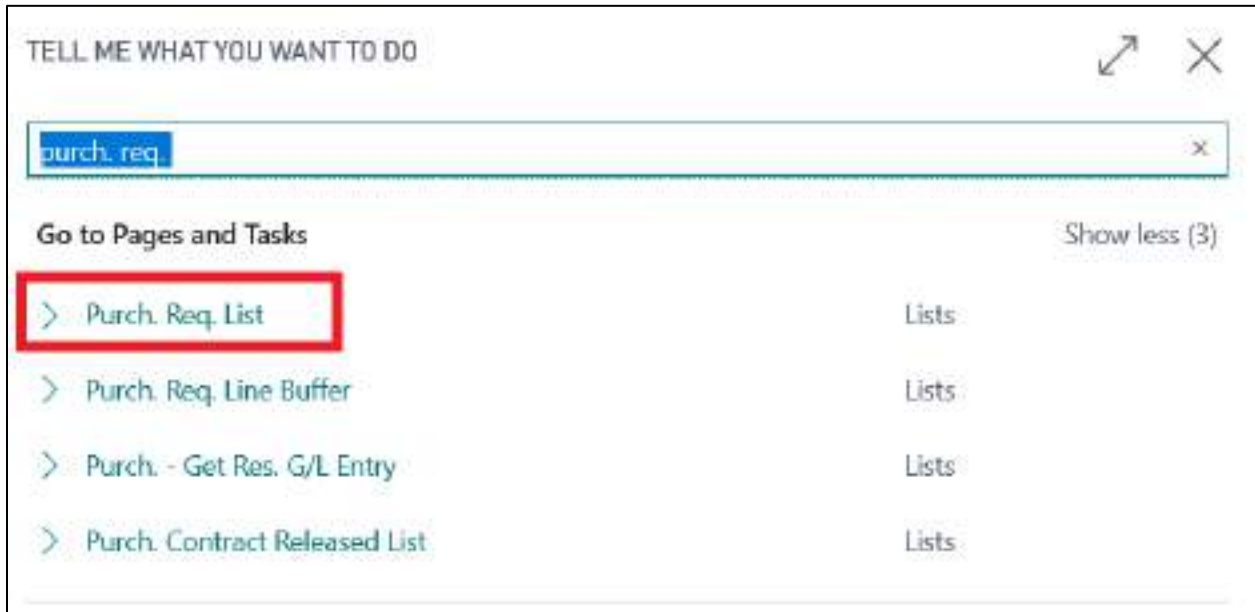 TELL ME WHAT YOU WANT TO DO
purch. req.
Go to Pages and Tasks Show less (3)
Purch. Req. List Lists
Purch. Req. Line Buffer Lists
Purch. - Get Res. G/L Entry Lists
Purch. Contract Released List Lists